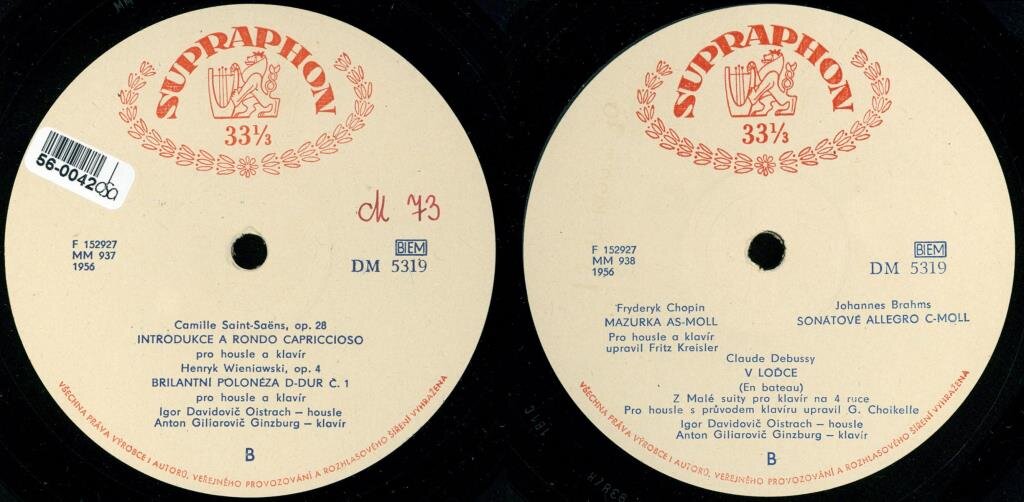 SUPRAPHON
33⅓
56-0042
M 73
F 152927
MM 937
1956
BIEM
DM 5319
Camille Saint-Saëns, op. 28
INTRODUKCE A RONDO CAPRICCIOSO
pro housle a klavír
Henryk Wieniawski, op. 4
BRILANTNÍ POLONÉZA D-DUR Č. 1
pro housle a klavír
Igor Davidovič Oistrach – housle
Anton Giliarovič Ginzburg – klavír
B
VŠECHNA PRÁVA VÝROBCE I AUTORŮ, VEŘEJNÉHO PROVOZOVÁNÍ A ROZHLASOVÉHO ŠÍŘENÍ VYHRAŽENA
SUPRAPHON
33⅓
F 152927
MM 938
1956
BIEM
DM 5319
Fryderyk Chopin
MAZURKA AS-MOLL
Pro housle a klavír
upravil Fritz Kreisler
Johannes Brahms
SONÁTOVÉ ALLEGRO C-MOLL
Claude Debussy
V LOĎCE
(En bateau)
Z Malé suity pro klavír na 4 ruce
Pro housle s průvodem klavíru upravil G. Choikelle
Igor Davidovič Oistrach – housle
Anton Giliarovič Ginzburg – klavír
B
VŠECHNA PRÁVA VÝROBCE I AUTORŮ, VEŘEJNÉHO PROVOZOVÁNÍ A ROZHLASOVÉHO ŠÍŘENÍ VYHRAŽENA